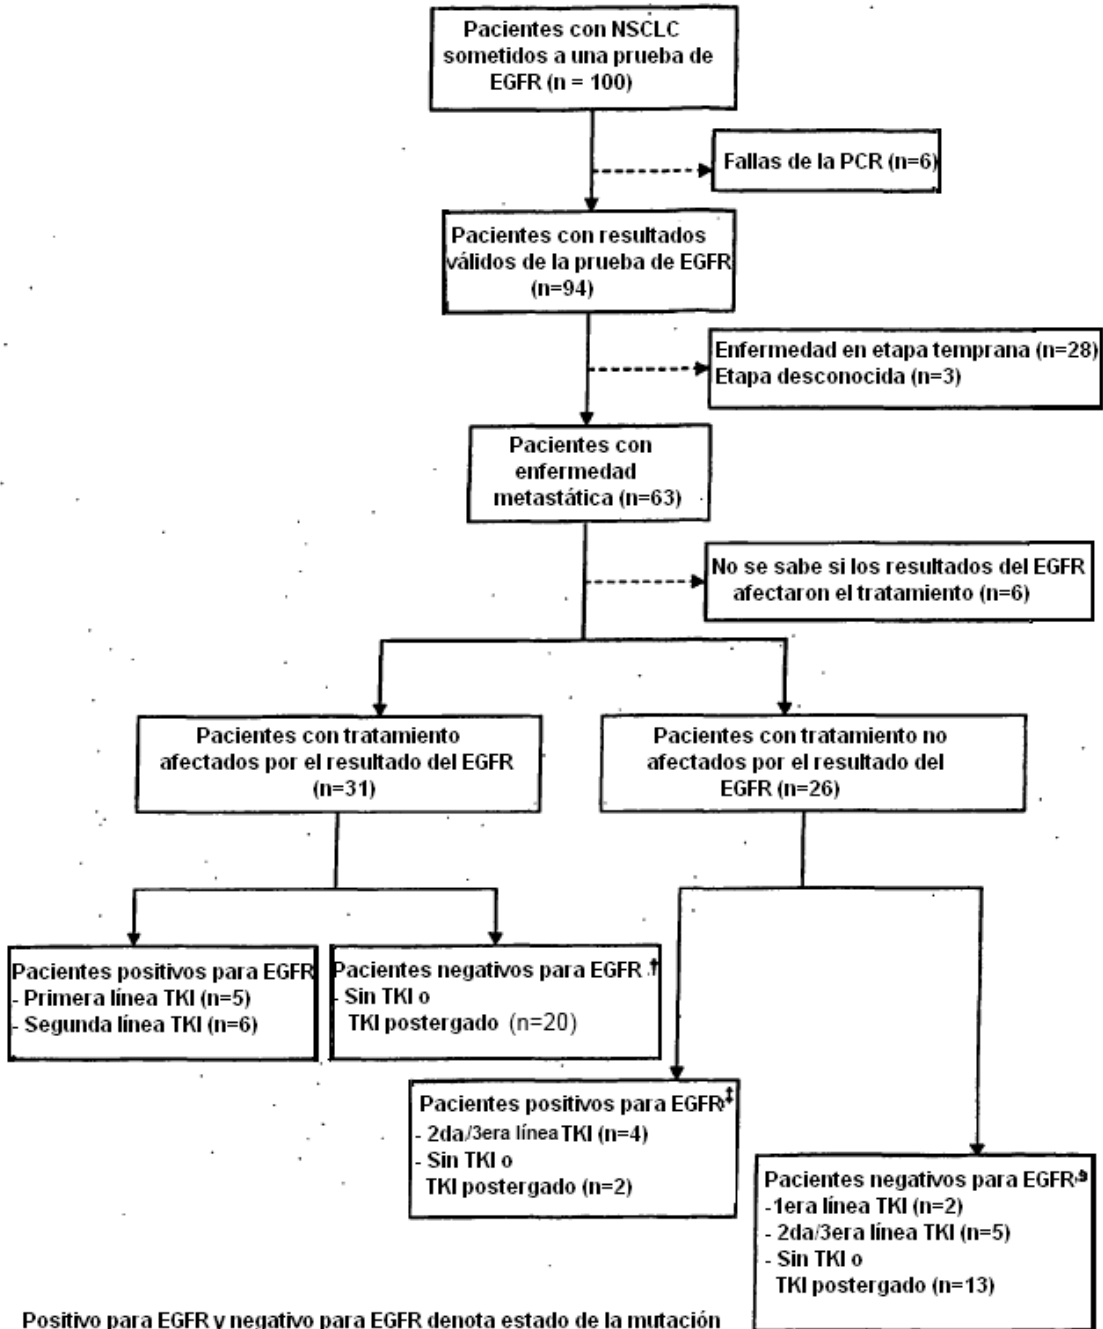 Pacientes con NSCLC
sometidos a una prueba de
EGFR (n = 100)
Fallas de la PCR (n=6)
Pacientes con resultados
válidos de la prueba de EGFR
(n=94)
Enfermedad en etapa temprana (n=28)
Etapa desconocida (n=3)
Pacientes con
enfermedad
metastática (n=63)
No se sabe si los resultados del EGFR
afectaron el tratamiento (n=6)
Pacientes con tratamiento
afectados por el resultado del EGFR
(n=31)
Pacientes con tratamiento no
afectados por el resultado del
EGFR (n=26)
Pacientes positivos para EGFR
- Primera línea TKI (n=5)
- Segunda línea TKI (n=6)
Pacientes negativos para EGFR †
- Sin TKI o
TKI postergado (n=20)
Pacientes positivos para EGFR‡
- 2da/3era línea TKI (n=4)
- Sin TKI o
TKI postergado (n=2)
Pacientes negativos para EGFR
-1era línea TKI (n=2)
- 2da/3era línea TKI (n=5)
- Sin TKI o
TKI postergado (n=13)
Positivo para EGFR y negativo para EGFR denota estado de la mutación